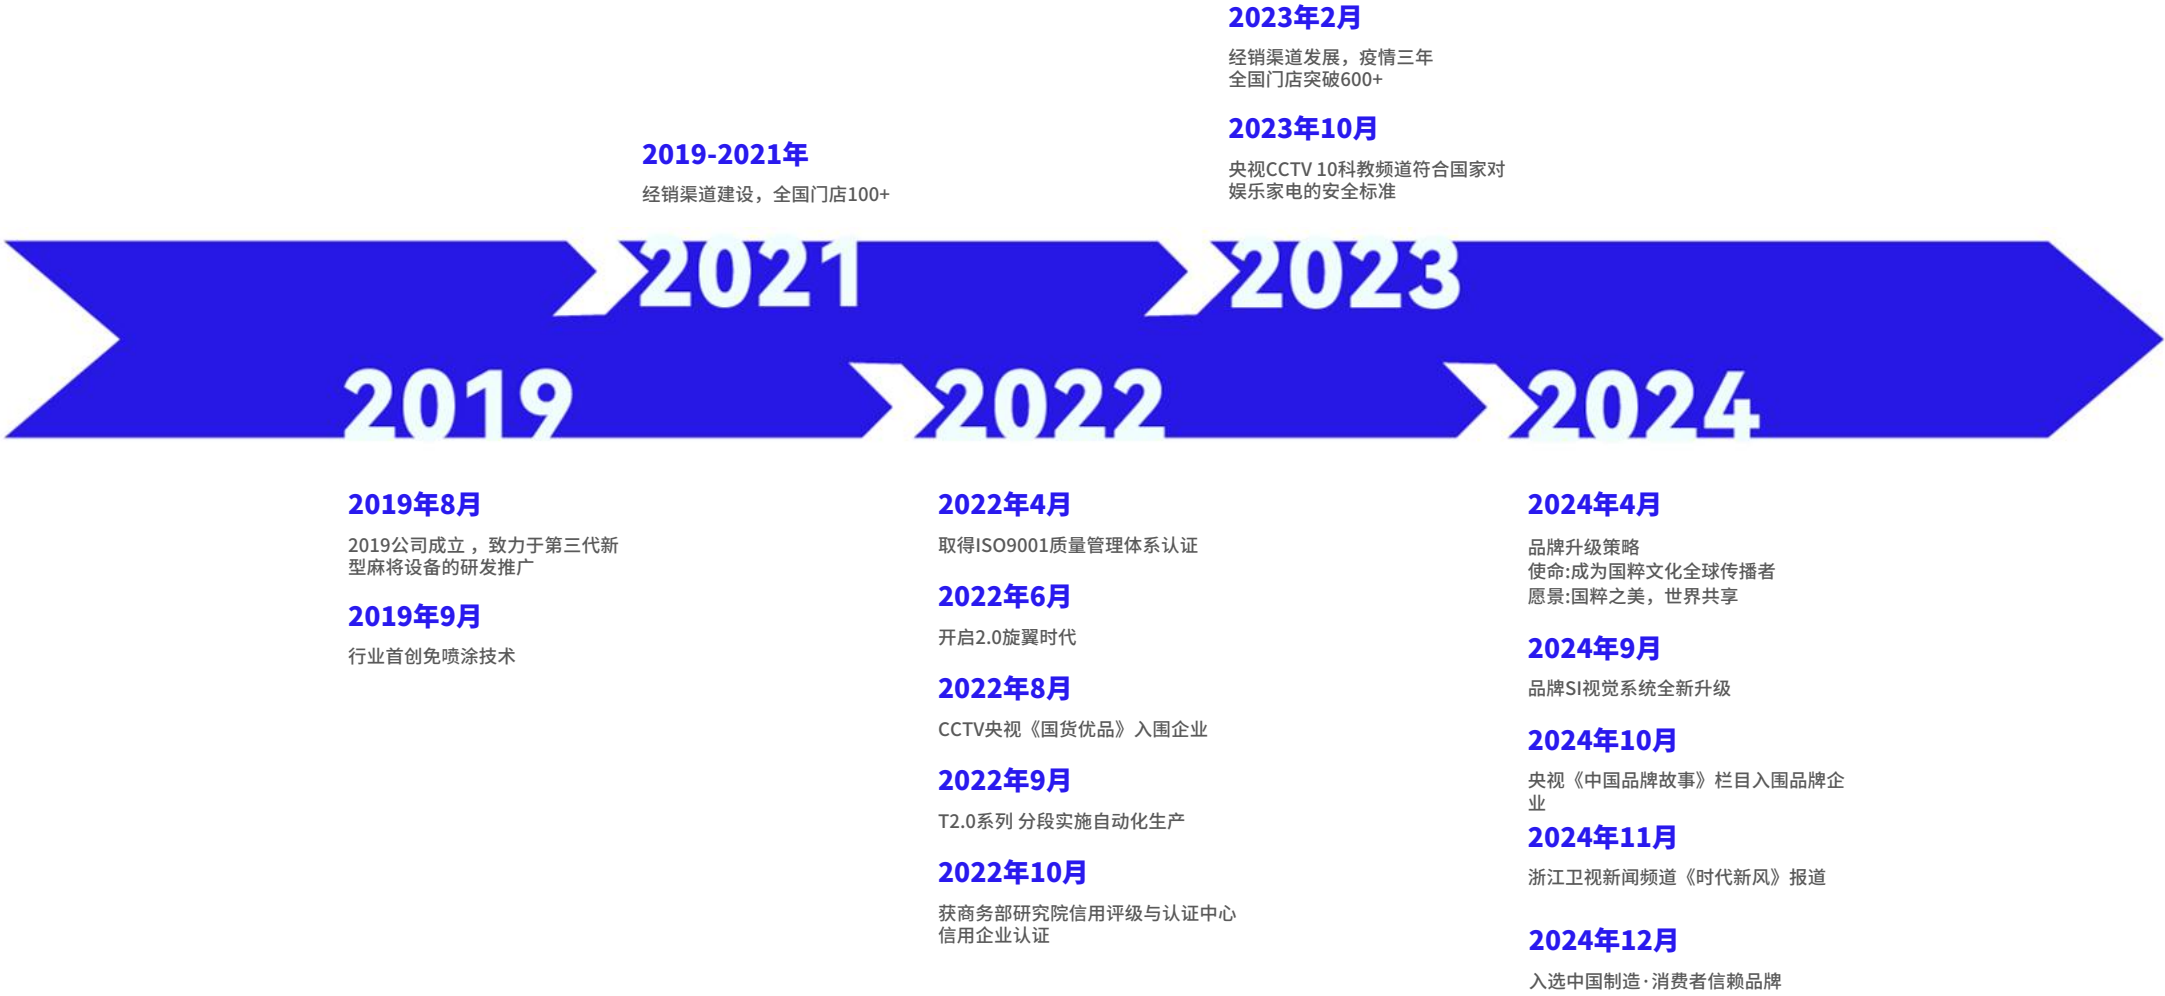 2023年2月
经销渠道发展，疫情三年
全国门店突破600+
2023年10月
央视CCTV 10科教频道符合国家对
娱乐家电的安全标准
2019-2021年
经销渠道建设，全国门店100+
2021
2023
2019
2022
2024
2019年8月
2019公司成立 ，致力于第三代新
型麻将设备的研发推广
2019年9月
行业首创免喷涂技术
2022年4月
取得ISO9001质量管理体系认证
2022年6月
开启2.0旋翼时代
2022年8月
CCTV央视《国货优品》入围企业
2022年9月
T2.0系列 分段实施自动化生产
2022年10月
获商务部研究院信用评级与认证中心
信用企业认证
2024年4月
品牌升级策略
使命:成为国粹文化全球传播者
愿景:国粹之美，世界共享
2024年9月
品牌SI视觉系统全新升级
2024年10月
央视《中国品牌故事》栏目入围品牌企
业
2024年11月
浙江卫视新闻频道《时代新风》报道
2024年12月
入选中国制造·消费者信赖品牌